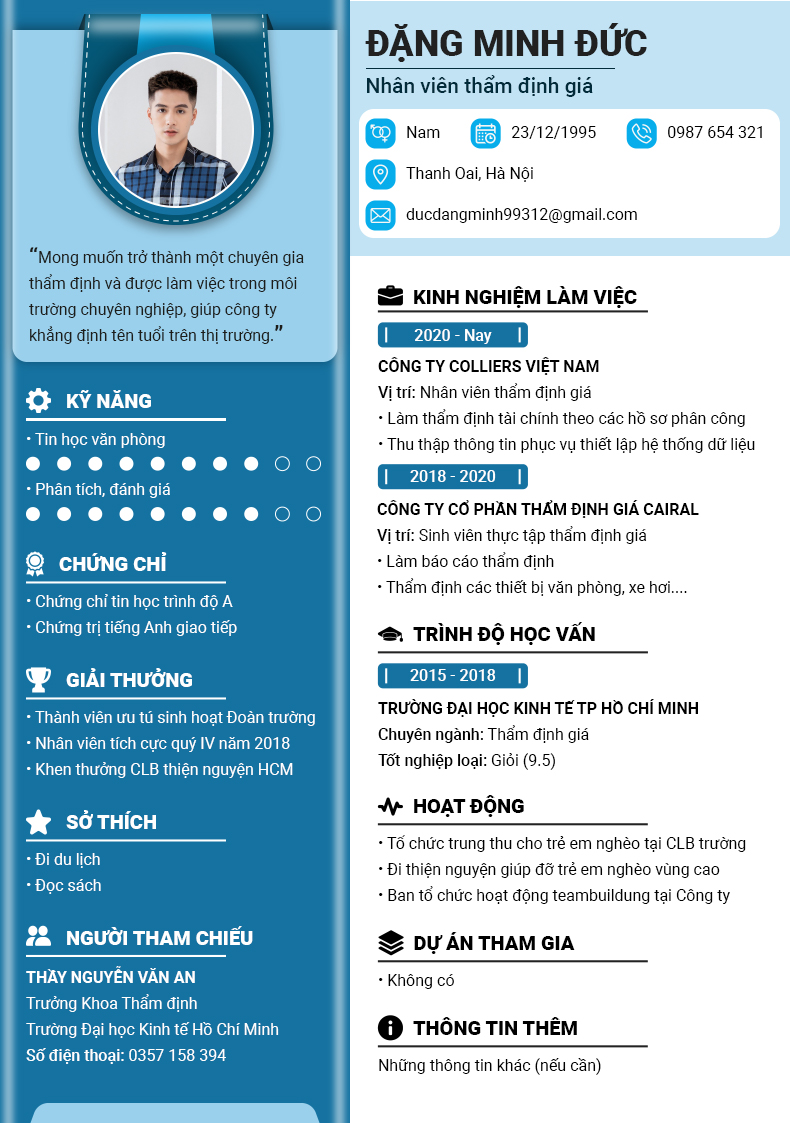 ĐẶNG MINH ĐỨC
Nhân viên thẩm định giá
Nam
23/12/1995
0987 654 321
Thanh Oai, Hà Nội
ducdangminh99312@gmail.com
“Mong muốn trở thành một chuyên gia
thẩm định và được làm việc trong môi
trường chuyên nghiệp, giúp công ty
khẳng định tên tuổi trên thị trường.”
KỸ NĂNG
• Tin học văn phòng
• Phân tích, đánh giá
CHỨNG CHỈ
• Chứng chỉ tin học trình độ A
• Chứng trị tiếng Anh giao tiếp
GIẢI THƯỞNG
• Thành viên ưu tú sinh hoạt Đoàn trường
• Nhân viên tích cực quý IV năm 2018
• Khen thưởng CLB thiện nguyện HCM
SỞ THÍCH
• Đi du lịch
• Đọc sách
NGƯỜI THAM CHIẾU
THẦY NGUYỄN VĂN AN
Trưởng Khoa Thẩm định
Trường Đại học Kinh tế Hồ Chí Minh
Số điện thoại: 0357 158 394
KINH NGHIỆM LÀM VIỆC
2020 - Nay
CÔNG TY COLLIERS VIỆT NAM
Vị trí: Nhân viên thẩm định giá
• Làm thẩm định tài chính theo các hồ sơ phân công
• Thu thập thông tin phục vụ thiết lập hệ thống dữ liệu
2018 - 2020
CÔNG TY CỔ PHẦN THẨM ĐỊNH GIÁ CAIRAL
Vị trí: Sinh viên thực tập thẩm định giá
• Làm báo cáo thẩm định
• Thẩm định các thiết bị văn phòng, xe hơi....
TRÌNH ĐỘ HỌC VẤN
2015 - 2018
TRƯỜNG ĐẠI HỌC KINH TẾ TP HỒ CHÍ MINH
Chuyên ngành: Thẩm định giá
Tốt nghiệp loại: Giỏi (9.5)
HOẠT ĐỘNG
• Tổ chức trung thu cho trẻ em nghèo tại CLB trường
• Đi thiện nguyện giúp đỡ trẻ em nghèo vùng cao
• Ban tổ chức hoạt động teambuildung tại Công ty
DỰ ÁN THAM GIA
• Không có
THÔNG TIN THÊM
Những thông tin khác (nếu cần)